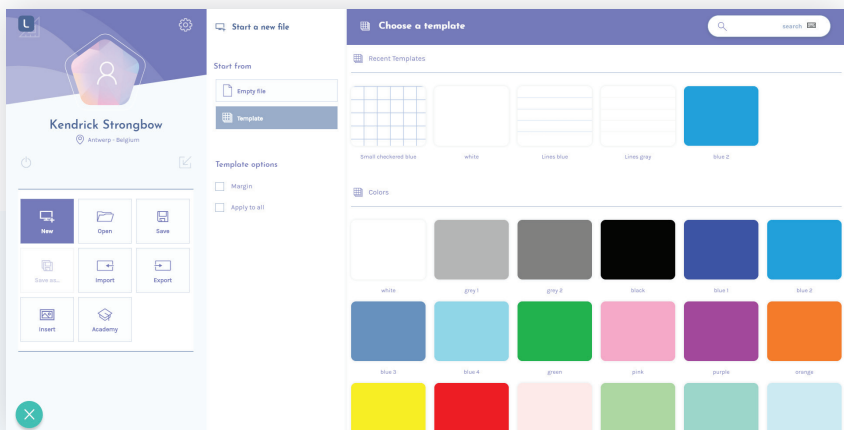 L
Kendrick Strongbow
Antwerp - Belgium
New
Open
Save
Save as...
Import
Export
Insert
Academy
Start a new file
Start from
Empty file
Template
Template options
Margin
Apply to all
Choose a template
search
Recent Templates
Small checkered blue
white
Lines blue
Lines gray
blue 2
Colors
white
grey 1
grey 2
black
blue 1
blue 2
blue 3
blue 4
green
pink
purple
orange